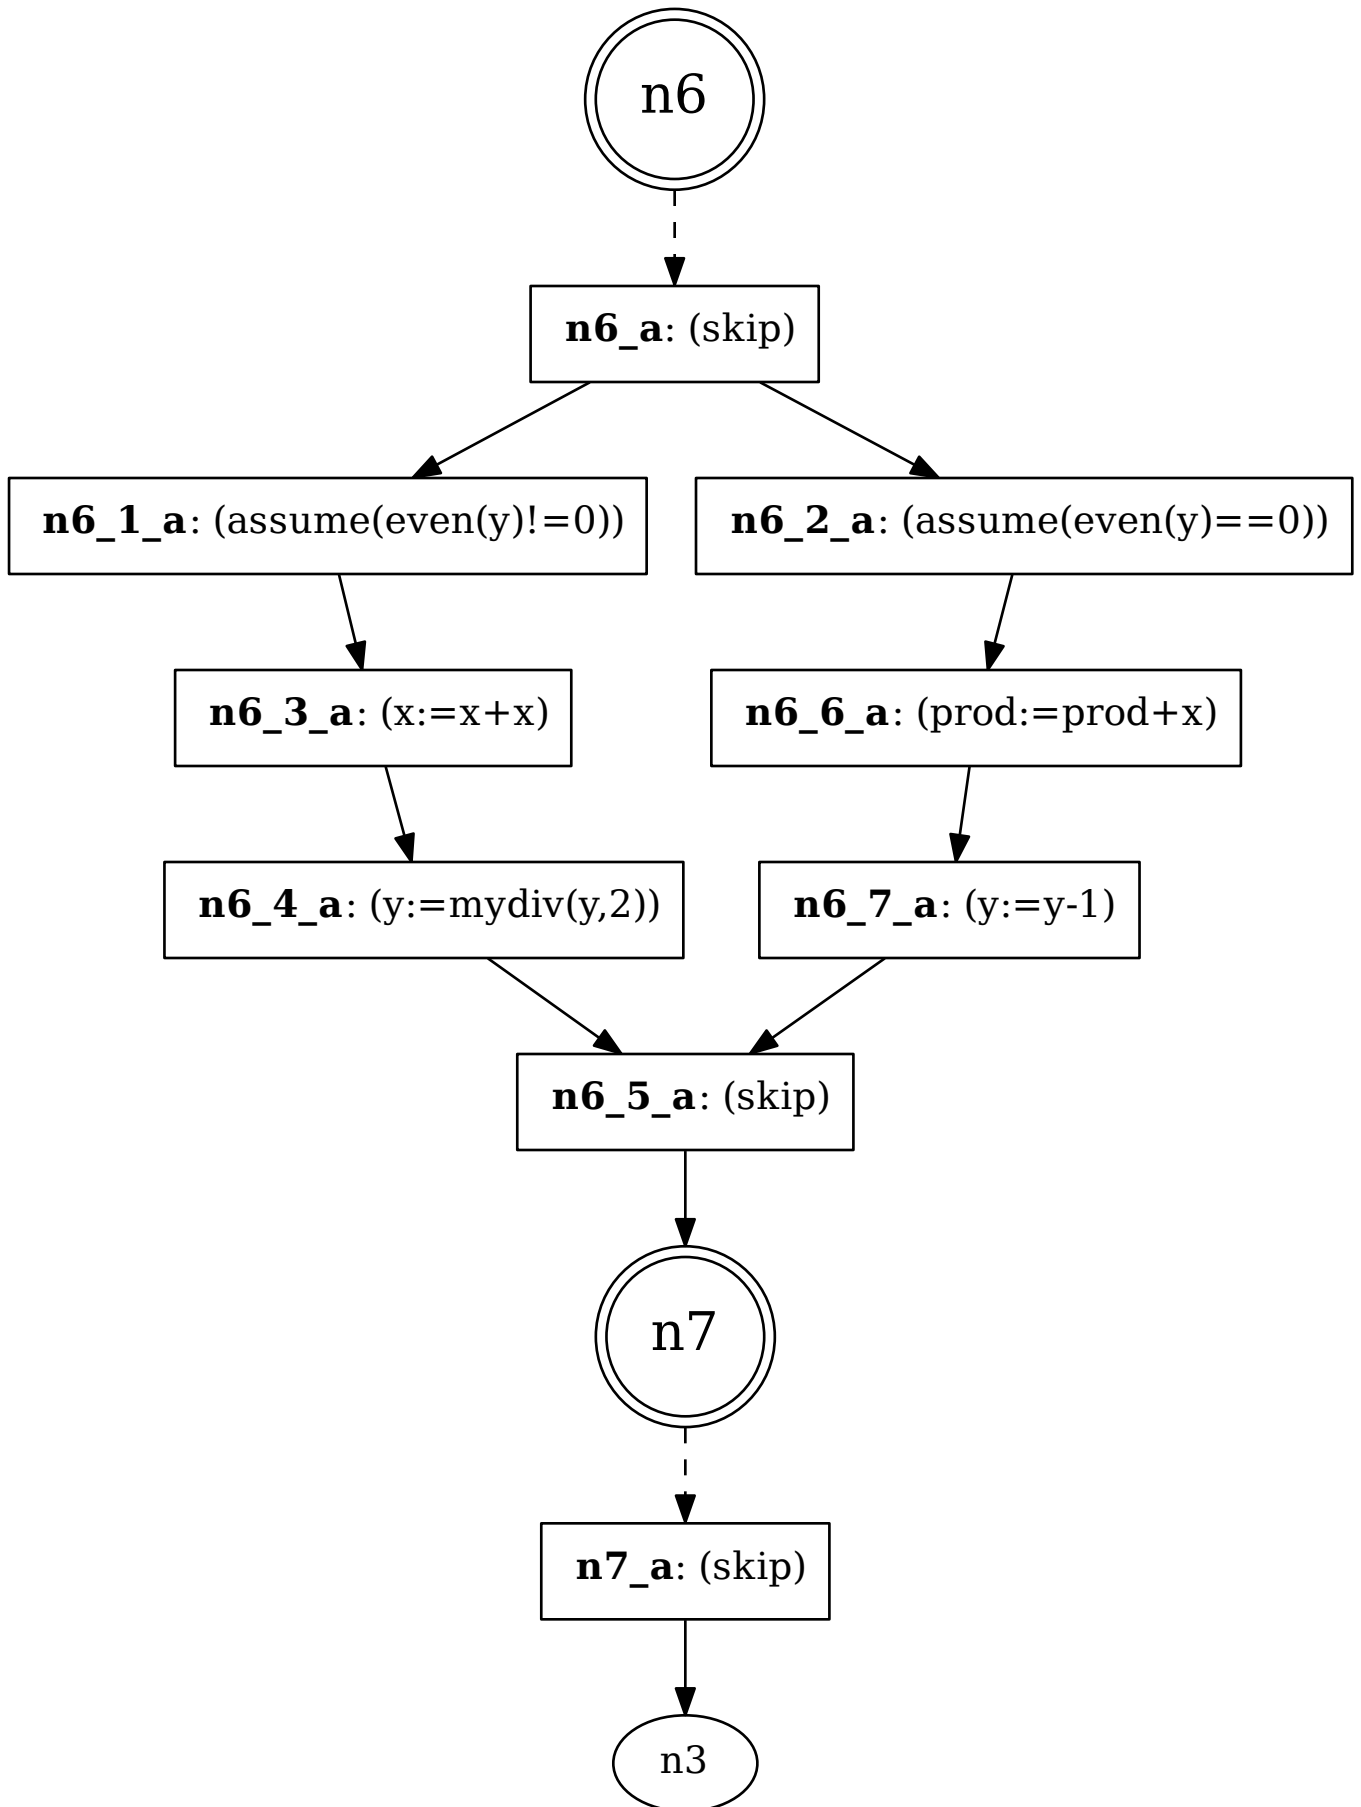 n6
n6_a: (skip)
n6_1_a: (assume(even(y)!=0))
n6_2_a: (assume(even(y)==0))
n6_3_a: (x:=x+x)
n6_6_a: (prod:=prod+x)
n6_4_a: (y:=mydiv(y,2))
n6_7_a: (y:=y-1)
n6_5_a: (skip)
n7
n7_a: (skip)
n3